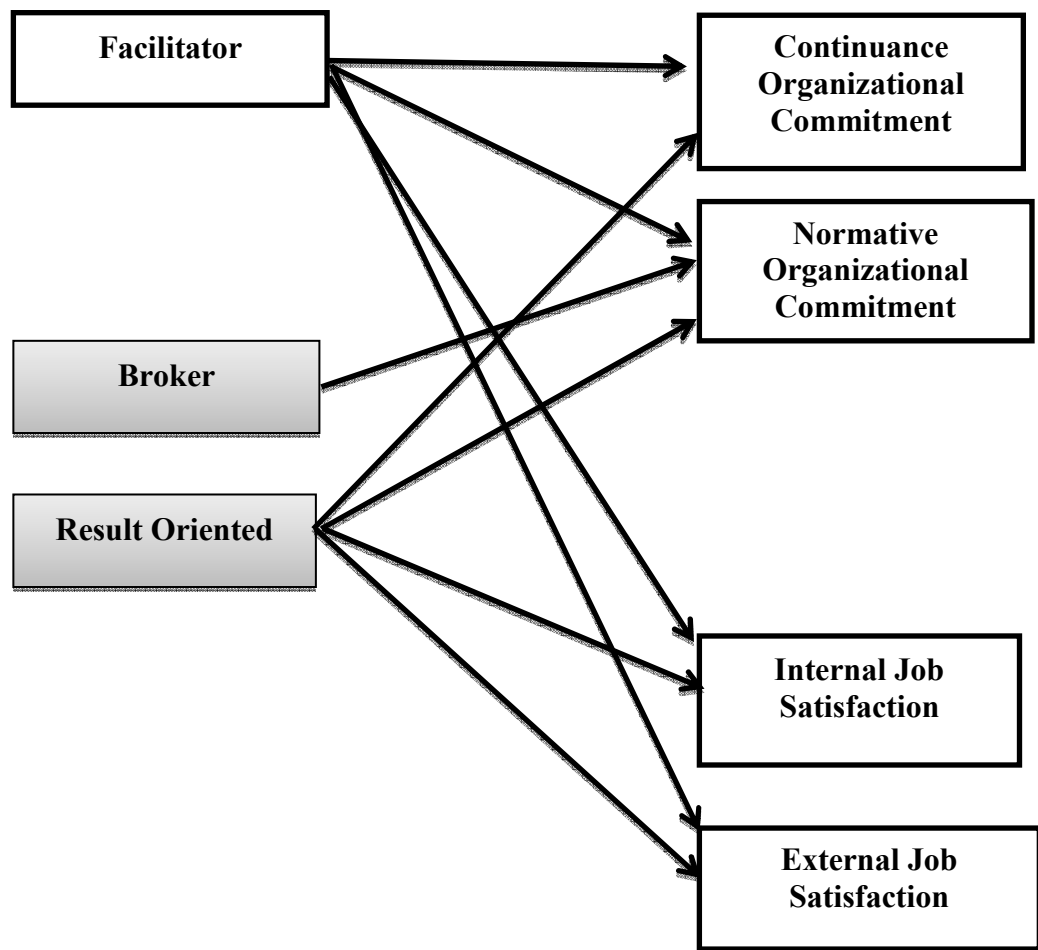 Facilitator
Continuance
Organizational
Commitment
Normative
Organizational
Commitment
Broker
Result Oriented
Internal Job
Satisfaction
External Job
Satisfaction